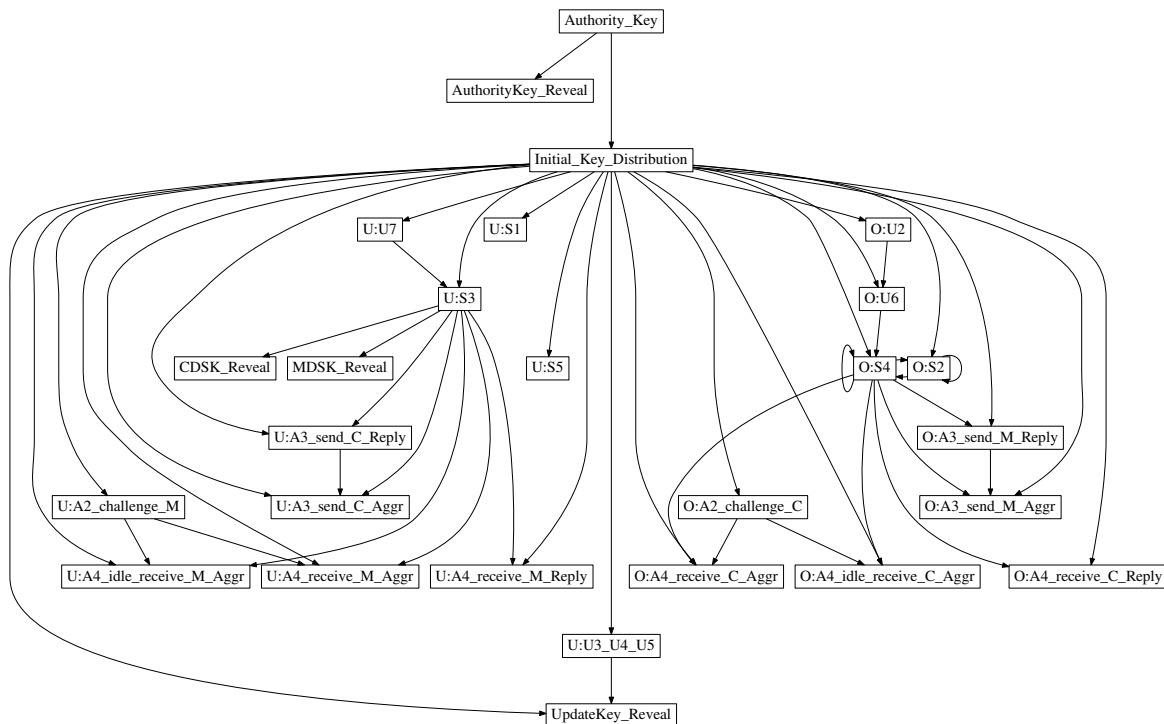 Authority_Key
AuthorityKey_Reveal
Initial_Key_Distribution
U:U7
U:S1
O:U2
U:S3
O:U6
CDSK_Reveal
MDSK_Reveal
U:S5
O:S4
O:S2
U:A3_send_C_Reply
O:A3_send_M_Reply
U:A2_challenge_M
U:A3_send_C_Aggr
O:A2_challenge_C
O:A3_send_M_Aggr
U:A4_idle_receive_M_Aggr
U:A4_receive_M_Aggr
U:A4_receive_M_Reply
O:A4_receive_C_Aggr
O:A4_idle_receive_C_Aggr
O:A4_receive_C_Reply
U:U3_U4_U5
UpdateKey_Reveal